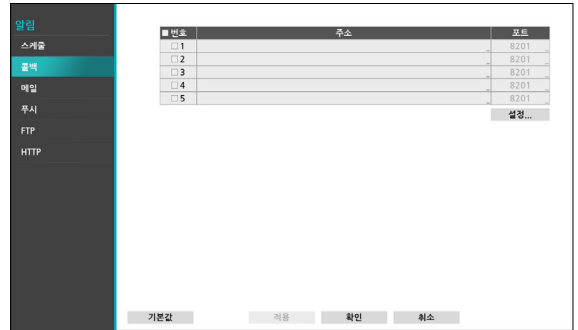 알림
스케줄
콜백
메일
푸시
FTP
HTTP
번호 주소 포트
1 8201
2 8201
3 8201
4 8201
5 8201
설정...
기본값 적용 확인 취소